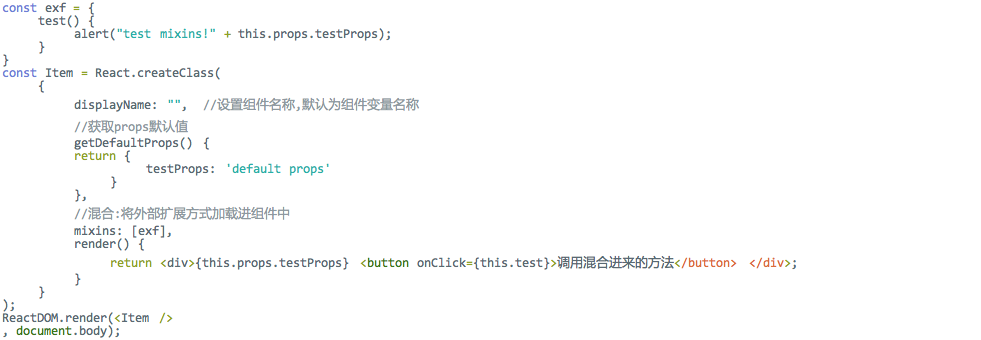 const exf = {
test() {
alert("test mixins!" + this.props.testProps);
}
}
const Item = React.createClass(
{
displayName: "", //设置组件名称,默认为组件变量名称
//获取props默认值
getDefaultProps() {
return {
testProps: 'default props'
}
},
//混合:将外部扩展方式加载进组件中
mixins: [exf],
render() {
return <div>{this.props.testProps} <button onClick={this.test}>调用混合进来的方法</button> </div>;
}
}
);
ReactDOM.render(<Item />
, document.body);